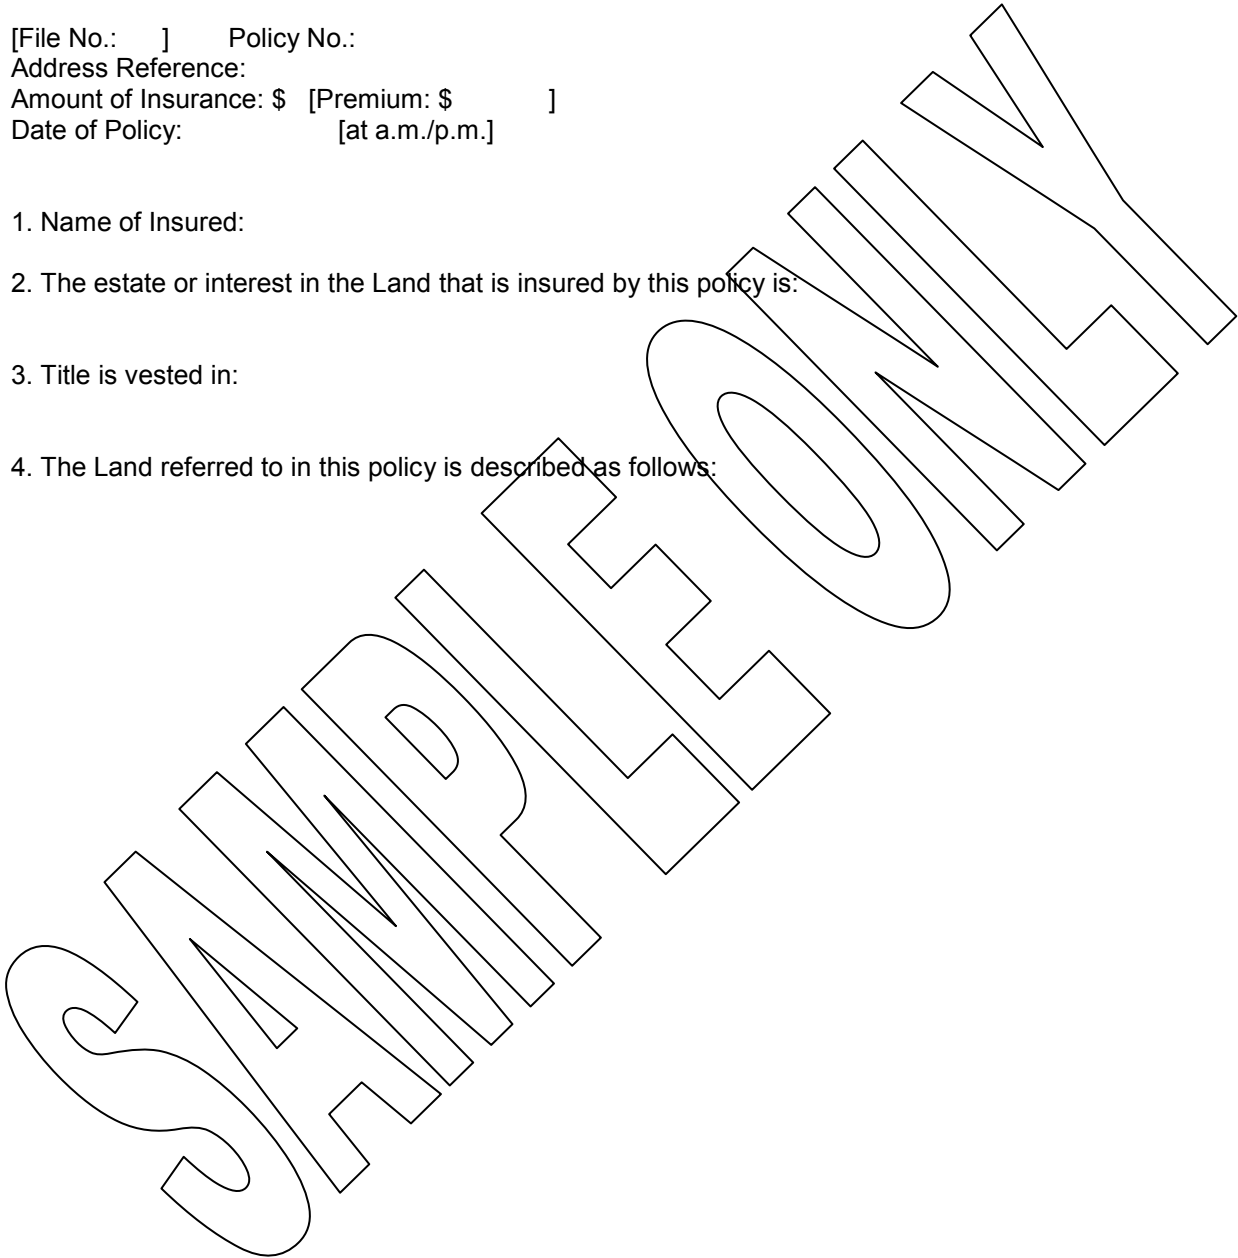 [File No.: ] Policy No.:
Address Reference:
Amount of Insurance: $ [Premium: $ ]
Date of Policy: [at a.m./p.m.]
1. Name of Insured:
2. The estate or interest in the Land that is insured by this policy is:
3. Title is vested in:
4. The Land referred to in this policy is described as follows:
SAMPLE ONLY